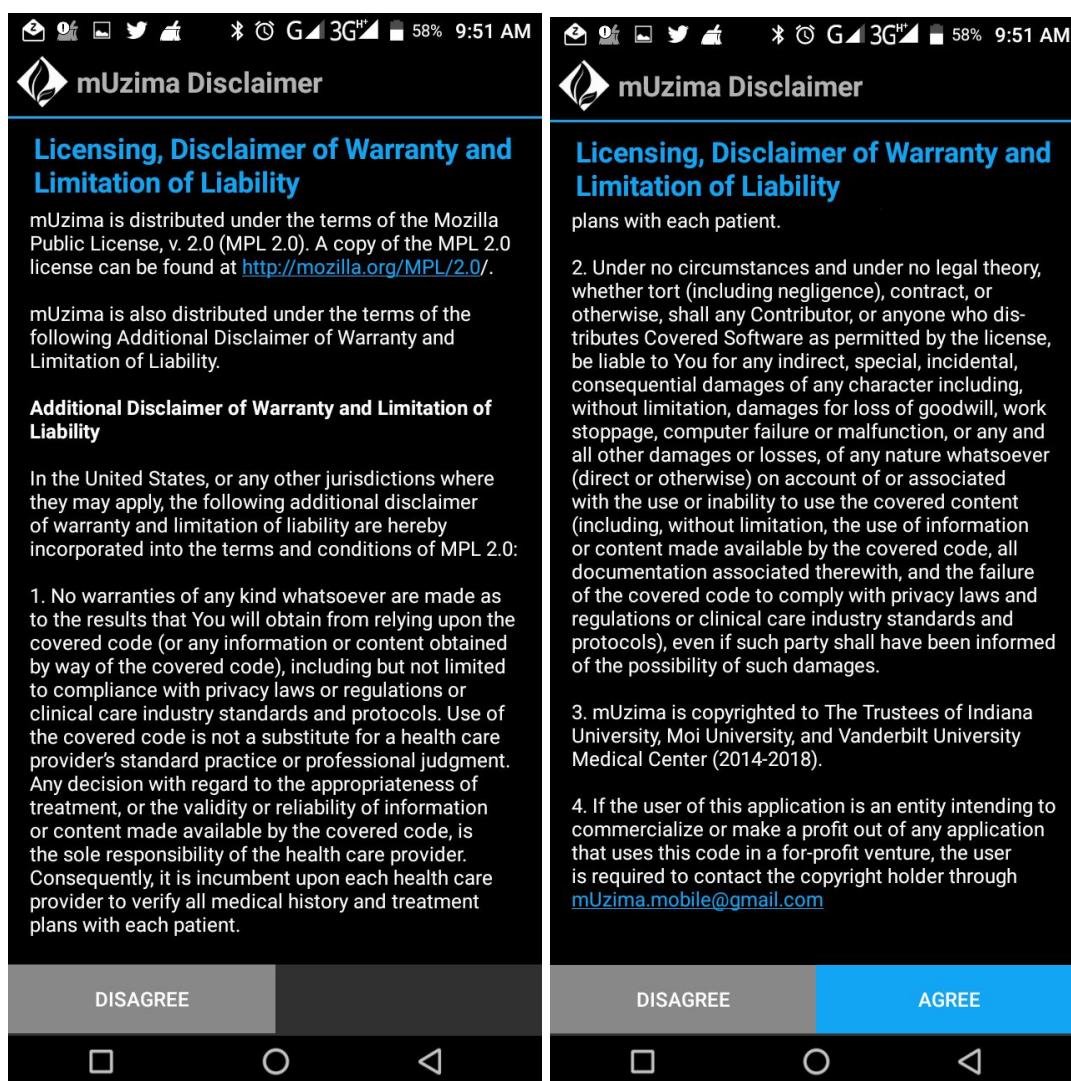 G 3G H+ 58% 9:51 AM
mUzima Disclaimer
Licensing, Disclaimer of Warranty and
Limitation of Liability
mUzima is distributed under the terms of the Mozilla
Public License, v. 2.0 (MPL 2.0). A copy of the MPL 2.0
license can be found at http://mozilla.org/MPL/2.0/.
mUzima is also distributed under the terms of the
following Additional Disclaimer of Warranty and
Limitation of Liability.
Additional Disclaimer of Warranty and Limitation of
Liability
In the United States, or any other jurisdictions where
they may apply, the following additional disclaimer
of warranty and limitation of liability are hereby
incorporated into the terms and conditions of MPL 2.0:
1. No warranties of any kind whatsoever are made as
to the results that You will obtain from relying upon the
covered code (or any information or content obtained
by way of the covered code), including but not limited
to compliance with privacy laws or regulations or
clinical care industry standards and protocols. Use of
the covered code is not a substitute for a health care
provider's standard practice or professional judgment.
Any decision with regard to the appropriateness of
treatment, or the validity or reliability of information
or content made available by the covered code, is
the sole responsibility of the health care provider.
Consequently, it is incumbent upon each health care
provider to verify all medical history and treatment
plans with each patient.
DISAGREE
G 3G H+ 58% 9:51 AM
mUzima Disclaimer
Licensing, Disclaimer of Warranty and
Limitation of Liability
plans with each patient.
2. Under no circumstances and under no legal theory,
whether tort (including negligence), contract, or
otherwise, shall any Contributor, or anyone who dis-
tributes Covered Software as permitted by the license,
be liable to You for any indirect, special, incidental,
consequential damages of any character including,
without limitation, damages for loss of goodwill, work
stoppage, computer failure or malfunction, or any and
all other damages or losses, of any nature whatsoever
(direct or otherwise) on account of or associated
with the use or inability to use the covered content
(including, without limitation, the use of information
or content made available by the covered code, all
documentation associated therewith, and the failure
of the covered code to comply with privacy laws and
regulations or clinical care industry standards and
protocols), even if such party shall have been informed
of the possibility of such damages.
3. mUzima is copyrighted to The Trustees of Indiana
University, Moi University, and Vanderbilt University
Medical Center (2014-2018).
4. If the user of this application is an entity intending to
commercialize or make a profit out of any application
that uses this code in a for-profit venture, the user
is required to contact the copyright holder through
mUzima.mobile@gmail.com
DISAGREE
AGREE